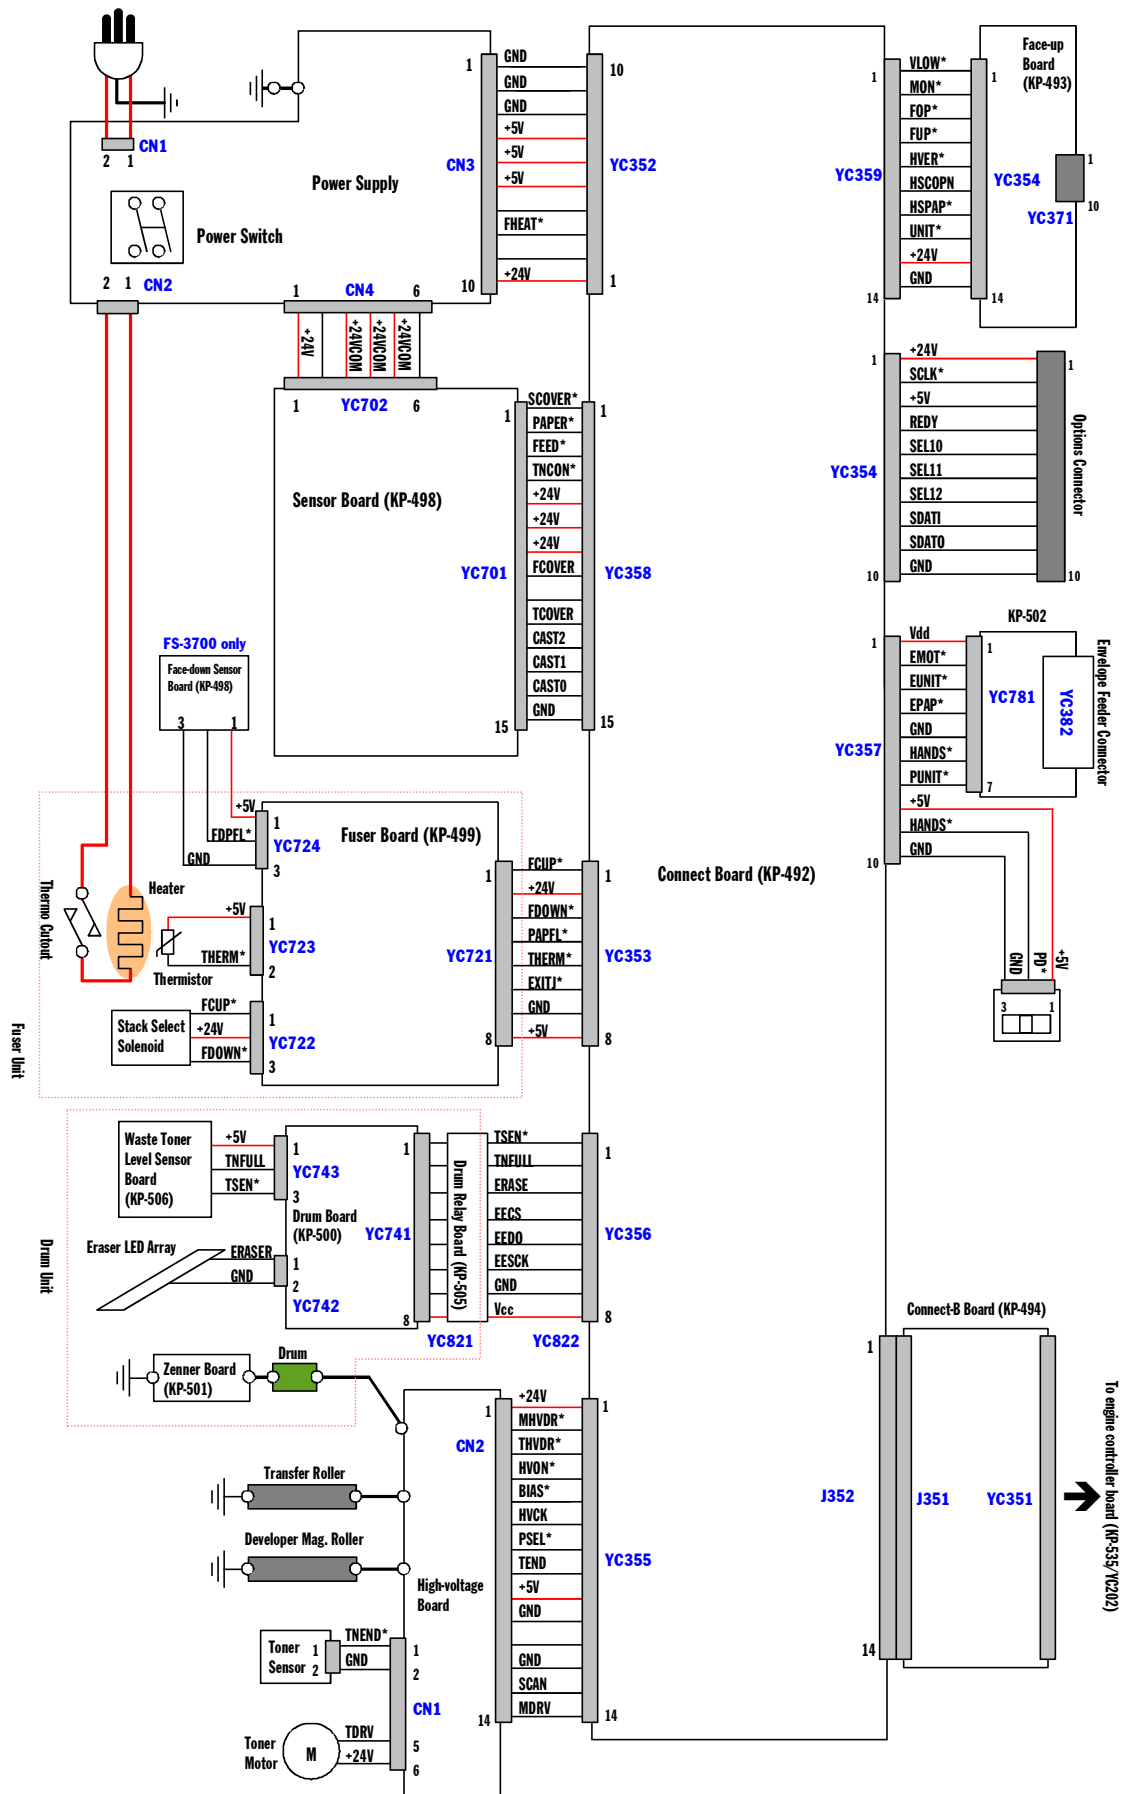 CN1
2 1
Power Supply
Power Switch
2 1 CN2
1 CN4 6
1
CN3
10
GND
GND
GND
+5V
+5V
+5V
FHEAT*
+24V
10
YC352
1
+24V
+24VCOM
+24VCOM
+24VCOM
1 YC702 6
Sensor Board (KP-498)
1
YC701
15
SCOVER*
PAPER*
FEED*
TNCON*
+24V
+24V
+24V
FCOVER
TCOVER
CAST2
CAST1
CAST0
GND
1
YC358
15
FS-3700 only
Face-down Sensor
Board (KP-498)
3 1
+5V
FDPFL*
GND
1
YC724
3
Fuser Board (KP-499)
Thermo Cutout
Heater
Thermistor
+5V
THERM*
1
YC723
2
Stack Select
Solenoid
FCUP*
+24V
FDOWN*
1
YC722
3
Fuser Unit
1
YC721
8
FCUP*
+24V
FDOWN*
PAPFL*
THERM*
EXITJ*
GND
+5V
1
YC353
8
Waste Toner
Level Sensor
Board
(KP-506)
+5V
TNFULL
TSEN*
1
YC743
3
Drum Board
(KP-500)
Eraser LED Array
ERASER
GND
1
2
YC742
Drum Unit
1
YC741
8
Drum Relay Board (KP-505)
YC821
TSEN*
TNFULL
ERASE
EECS
EEDO
EESCK
GND
Vcc
YC822
1
YC356
8
Zenner Board
(KP-501)
Drum
Transfer Roller
Developer Mag. Roller
High-voltage
Board
Toner
Sensor
1
2
TNEND*
GND
1
2
CN1
Toner
Motor
M
TDRV
+24V
5
6
1
CN2
14
+24V
MHVDR*
THVDR*
HVON*
BIAS*
HVCK
PSEL*
TEND
+5V
GND
GND
SCAN
MDRV
1
YC355
14
Connect Board (KP-492)
1
YC359
14
VLOW*
MON*
FOP*
FUP*
HVER*
HSCOPN
HSPAP*
UNIT*
+24V
GND
1
YC354
14
Face-up
Board
(KP-493)
1
YC371
10
1
YC354
10
+24V
SCLK*
+5V
REDY
SEL10
SEL11
SEL12
SDATI
SDATO
GND
1
10
Options Connector
KP-502
1
YC357
10
Vdd
EMOT*
EUNIT*
EPAP*
GND
HANDS*
PUNIT*
+5V
HANDS*
GND
1
YC781
7
YC382
Envelope Feeder Connector
GND
PD*
+5V
3 1
Connect-B Board (KP-494)
1
J352
14
J351
YC351
To engine controller board (KP-535/YC202)